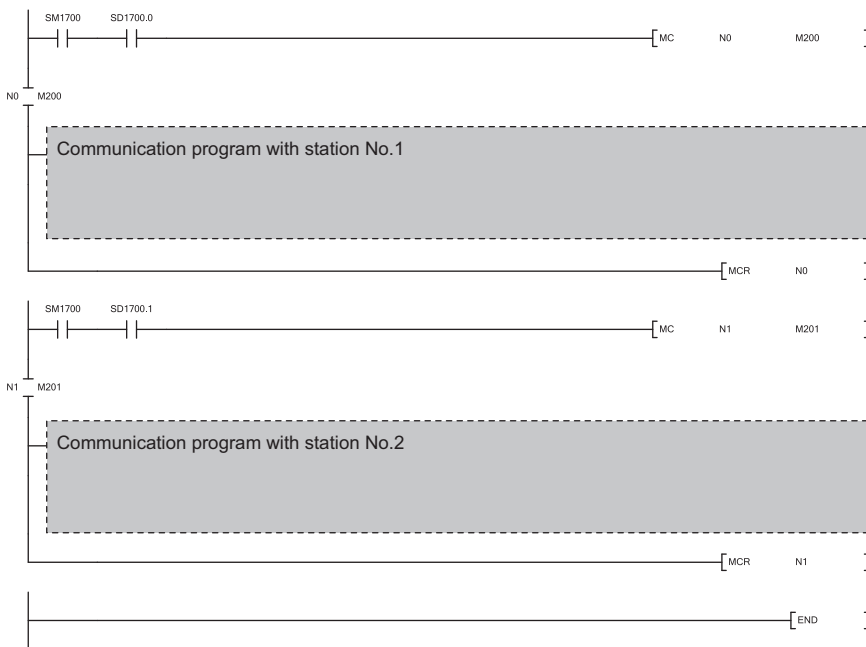 SM1700 SD1700.0
MC N0 M200
N0 M200
Communication program with station No.1
MCR N0
SM1700 SD1700.1
MC N1 M201
N1 M201
Communication program with station No.2
MCR N1
END